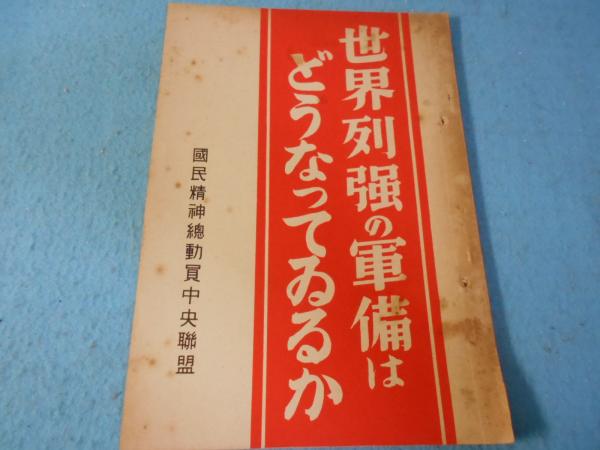 世界列强の軍備は
どうなってゐるか
國民精神總動員中央聯盟